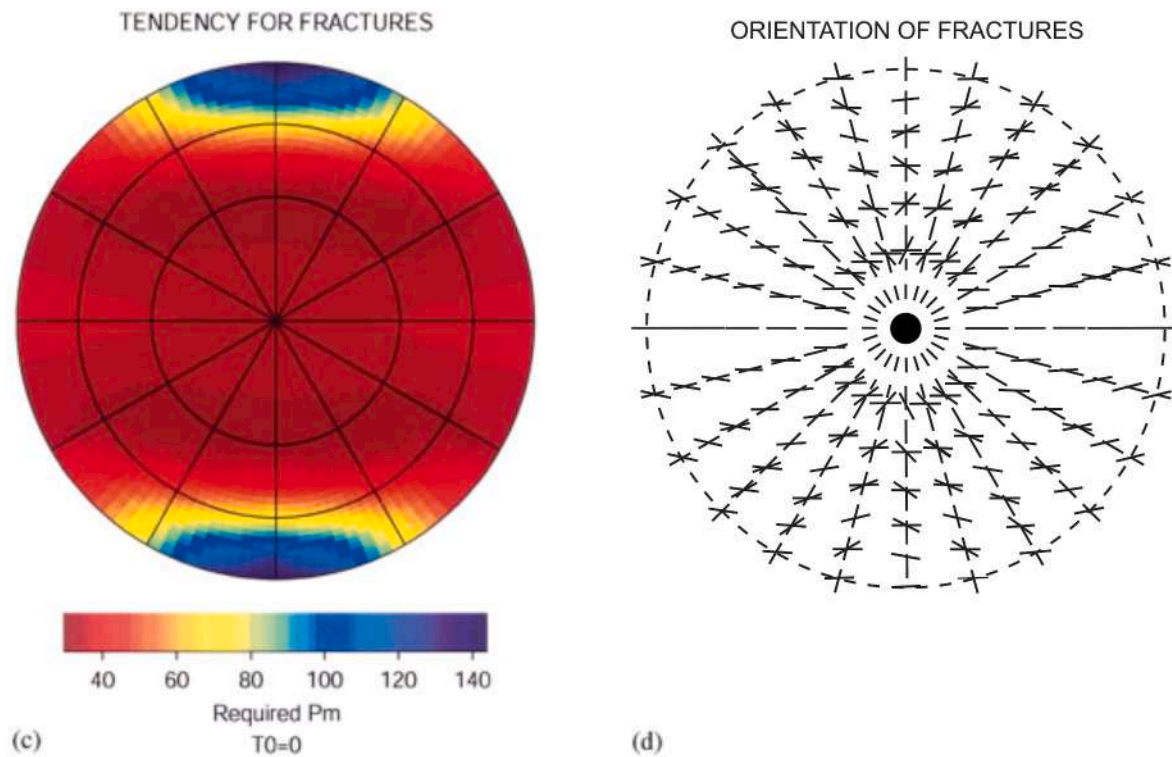 TENDENCY FOR FRACTURES
ORIENTATION OF FRACTURES
40 60 80 100 120 140
Required Pm
T0=0
(c)
(d)